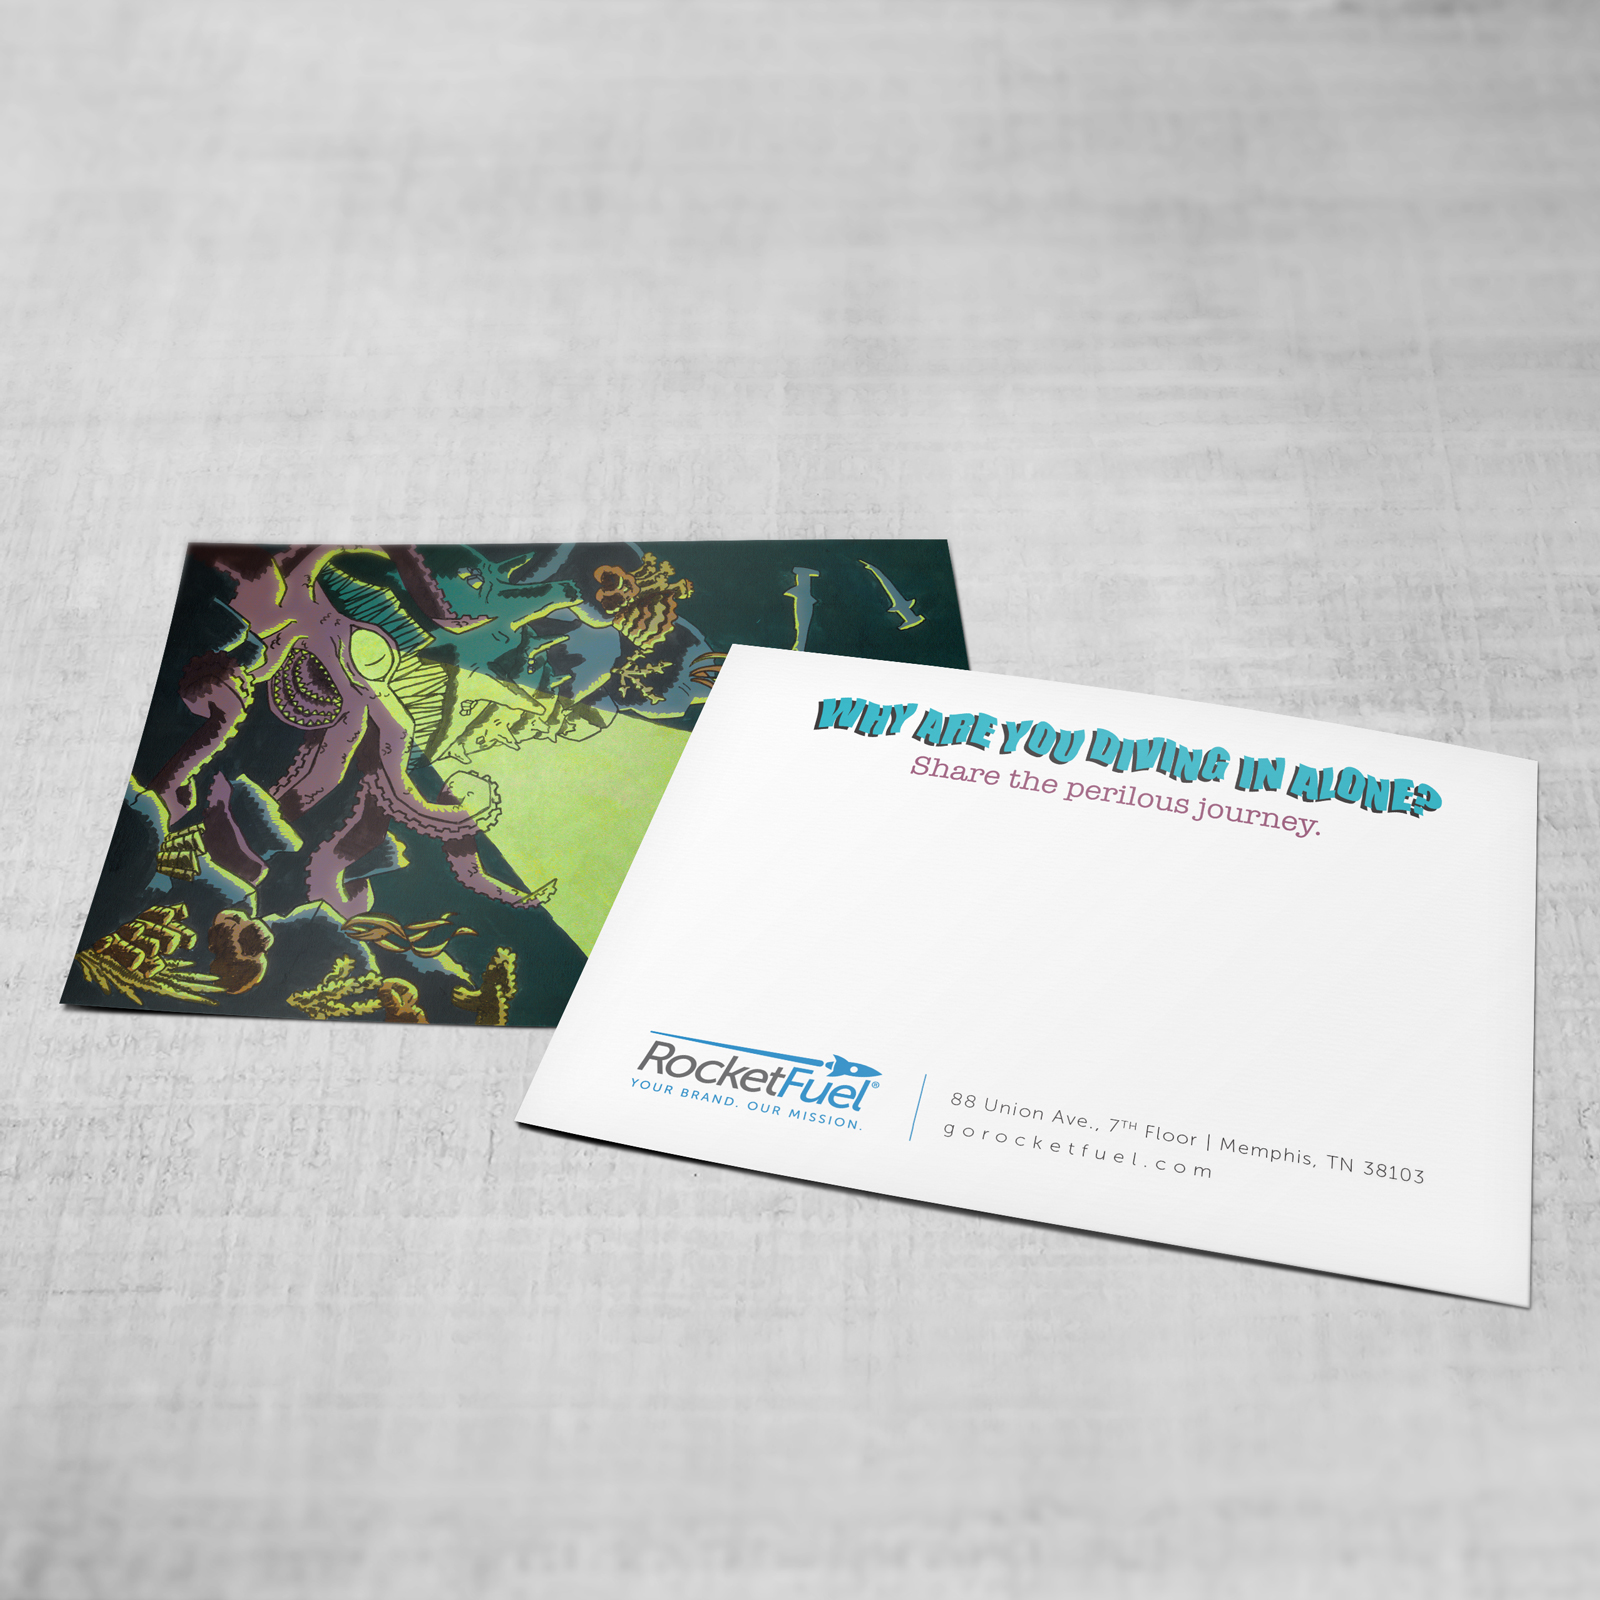 WHY ARE YOU DIVING IN ALONE?
Share the perilous journey.
RocketFuel®
YOUR BRAND. OUR MISSION.
88 Union Ave., 7TH Floor | Memphis, TN 38103
gorocketfuel.com